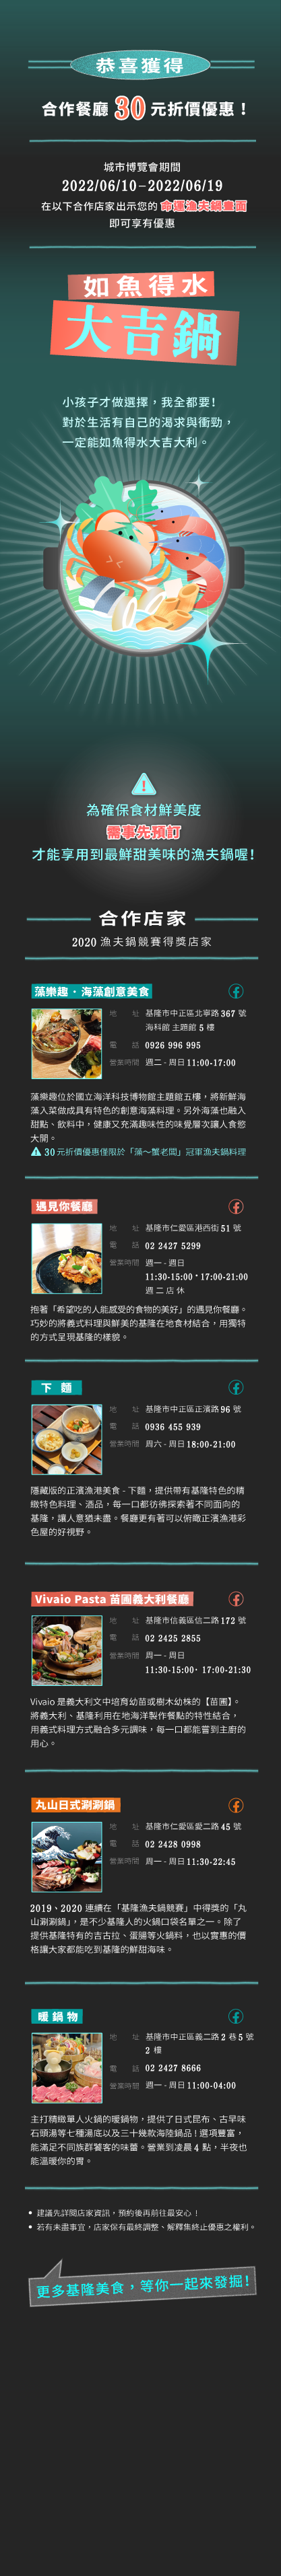 恭喜獲得
合作餐廳 30 元折價優惠！
城市博覽會期間
2022/06/10–2022/06/19
在以下合作店家出示您的 命運漁夫鍋畫面
即可享有優惠
如魚得水
大吉鍋
小孩子才做選擇，我全都要！
對於生活有自己的渴求與衝勁，
一定能如魚得水大吉大利。
!
為確保食材鮮美度
需事先預訂
才能享用到最鮮甜美味的漁夫鍋喔！
合作店家
2020 漁夫鍋競賽得獎店家
藻樂趣・海藻創意美食
地　址 基隆市中正區北寧路 367 號
海科館 主題館 5 樓
電　話 0926 996 995
營業時間 週二 - 周日 11:00-17:00
藻樂趣位於國立海洋科技博物館主題館五樓，將新鮮海
藻入菜做成具有特色的創意海藻料理。另外海藻也融入
甜點、飲料中，健康又充滿趣味性的味覺層次讓人食慾
大開。
30 元折價優惠僅限於「藻～蟹老闆」冠軍漁夫鍋料理
遇見你餐廳
地　址 基隆市仁愛區港西街 51 號
電　話 02 2427 5299
營業時間 週一 - 週日
11:30-15:00・17:00-21:00
週二店休
抱著「希望吃的人能感受的食物的美好」的遇見你餐廳。
巧妙的將義式料理與鮮美的基隆在地食材結合，用獨特
的方式呈現基隆的樣貌。
下 麵
地　址 基隆市中正區正濱路 96 號
電　話 0936 455 939
營業時間 周六 - 周日 18:00-21:00
隱藏版的正濱漁港美食 - 下麵，提供帶有基隆特色的精
緻特色料理、酒品，每一口都彷彿探索著不同面向的
基隆，讓人意猶未盡。餐廳更有著可以俯瞰正濱漁港彩
色屋的好視野。
Vivaio Pasta 苗圃義大利餐廳
地　址 基隆市信義區信二路 172 號
電　話 02 2425 2855
營業時間 周一 - 周日
11:30-15:00・17:00-21:30
Vivaio 是義大利文中培育幼苗或樹木幼株的【苗圃】。
將義大利、基隆利用在地海洋製作餐點的特性結合，
用義式料理方式融合多元調味，每一口都能嘗到主廚的
用心。
丸山日式涮涮鍋
地　址 基隆市仁愛區愛二路 45 號
電　話 02 2428 0998
營業時間 周一 - 周日 11:30-22:45
2019、2020 連續在「基隆漁夫鍋競賽」中得獎的「丸
山涮涮鍋」，是不少基隆人的火鍋口袋名單之一。除了
提供基隆特有的吉古拉、蛋腸等火鍋料，也以實惠的價
格讓大家都能吃到基隆的鮮甜海味。
暖鍋物
地　址 基隆市中正區義二路 2 巷 5 號
2 樓
電　話 02 2427 8666
營業時間 週一 - 周日 11:00-04:00
主打精緻單人火鍋的暖鍋物，提供了日式昆布、古早味
石頭湯等七種湯底以及三十幾款海陸鍋品！選項豐富，
能滿足不同族群饕客的味蕾。營業到凌晨 4 點，半夜也
能溫暖你的胃。
• 建議先詳閱店家資訊，預約後再前往最安心！
• 若有未盡事宜，店家保有最終調整、解釋集終止優惠之權利。
更多基隆美食，等你一起來發掘！